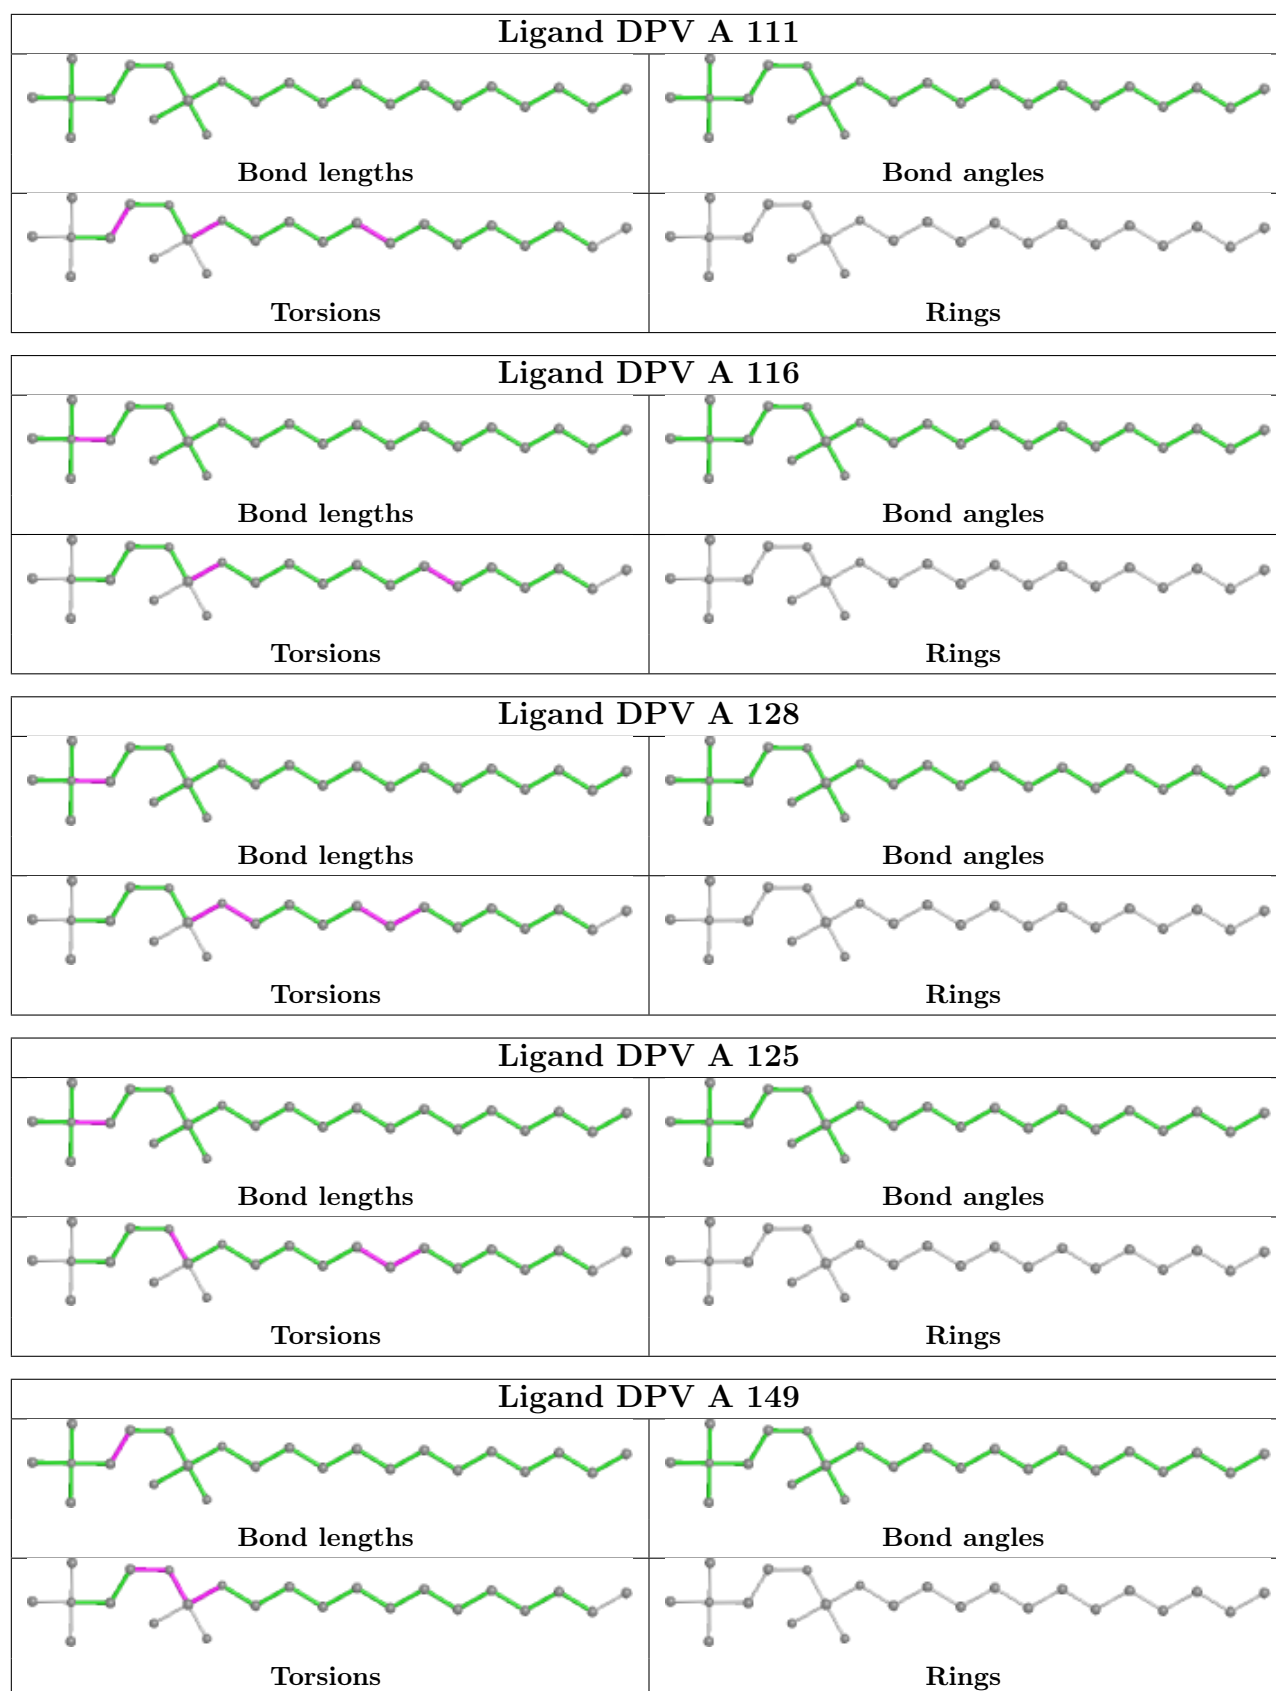 Ligand DPV A 111
Bond lengths
Bond angles
Torsions
Rings
Ligand DPV A 116
Bond lengths
Bond angles
Torsions
Rings
Ligand DPV A 128
Bond lengths
Bond angles
Torsions
Rings
Ligand DPV A 125
Bond lengths
Bond angles
Torsions
Rings
Ligand DPV A 149
Bond lengths
Bond angles
Torsions
Rings